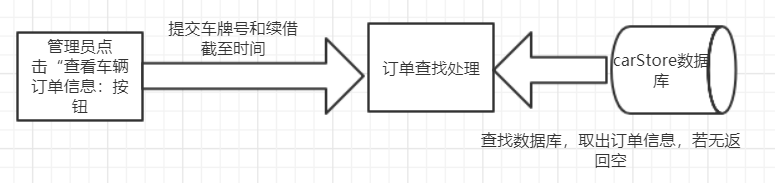 管理员点
击“查看车辆
订单信息：按
钮
提交车牌号和续借
截至时间
订单查找处理
carStore数据
库
查找数据库，取出订单信息，若无返
回空